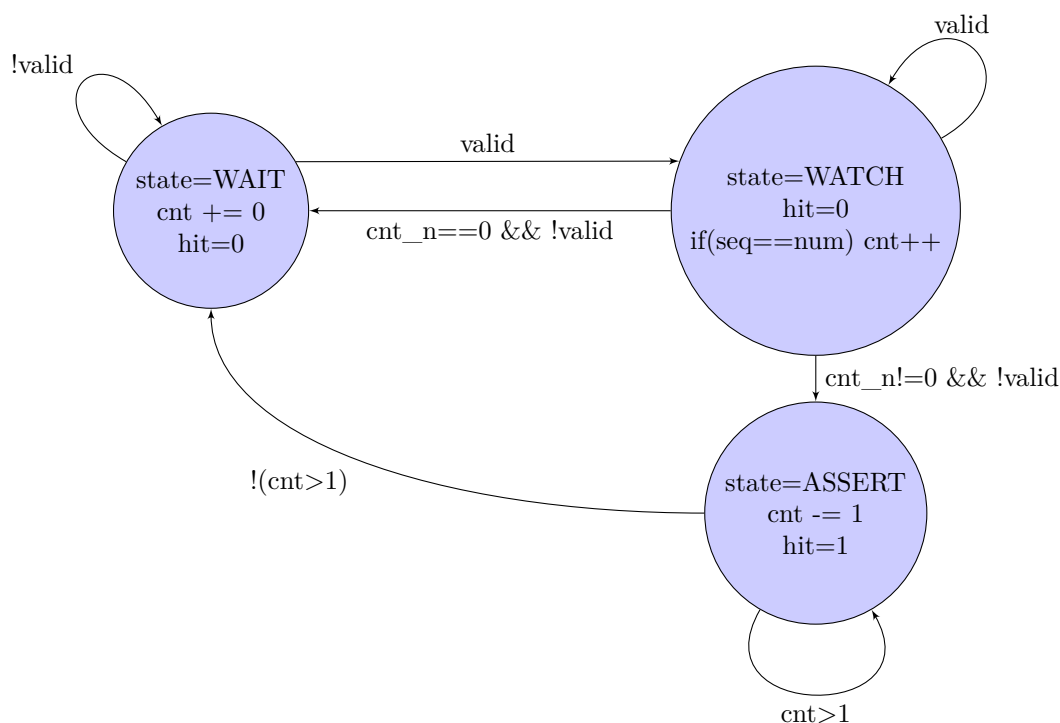 !valid
valid
valid
state=WAIT
cnt += 0
hit=0
state=WATCH
hit=0
if(seq==num) cnt++
cnt_n==0 && !valid
cnt_n!=0 && !valid
!(cnt>1)
state=ASSERT
cnt -= 1
hit=1
cnt>1